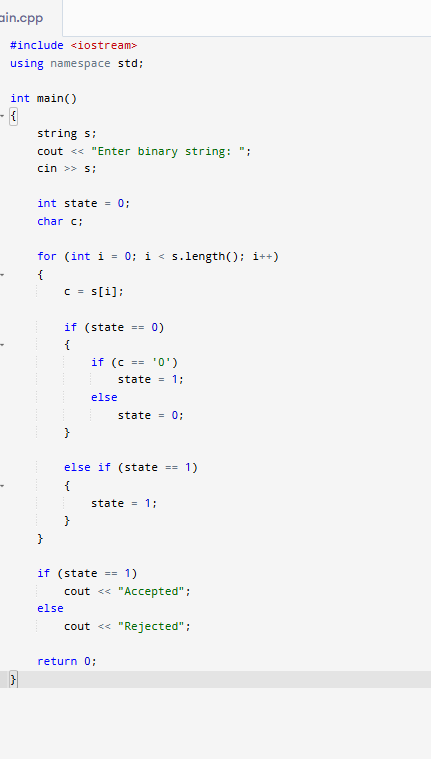 ain.cpp
#include <iostream>
using namespace std;
int main()
{
string s;
cout << "Enter binary string: ";
cin >> s;
int state = 0;
char c;
for (int i = 0; i < s.length(); i++)
{
c = s[i];
if (state == 0)
{
if (c == '0')
state = 1;
else
state = 0;
}
else if (state == 1)
{
state = 1;
}
}
if (state == 1)
cout << "Accepted";
else
cout << "Rejected";
return 0;
}